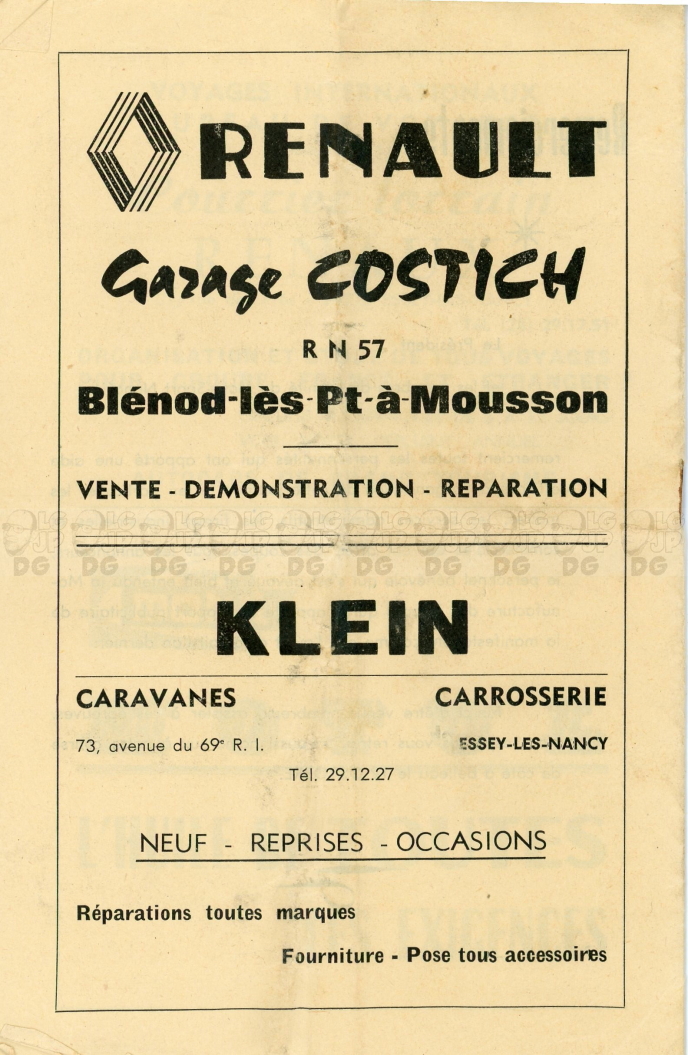 RENAULT
Garage COSTICH
R N 57
Blénod-lès-Pt-à-Mousson
VENTE - DEMONSTRATION - REPARATION
KLEIN
CARAVANES CARROSSERIE
73, avenue du 69e R. I. ESSEY-LES-NANCY
Tél. 29.12.27
NEUF - REPRISES - OCCASIONS
Réparations toutes marques
Fourniture - Pose tous accessoires